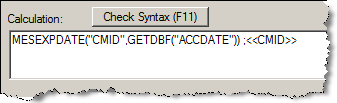 Calculation: Check Syntax (F11)
MESEXPDATE("CMID",GETDBF("ACCDATE")) ;<<CMID>>